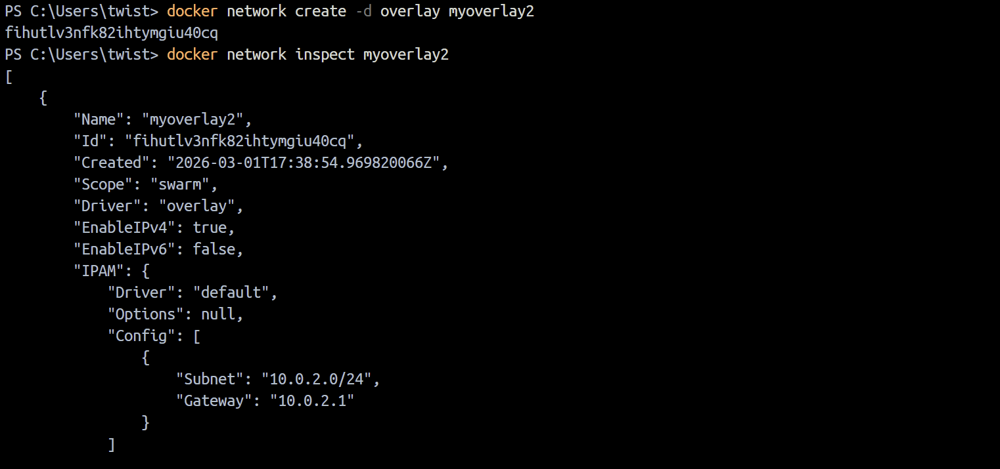 PS C:\Users\twist> docker network create -d overlay myoverlay2
fihutlv3nfk82ihtymgiu40cq
PS C:\Users\twist> docker network inspect myoverlay2
[
    {
        "Name": "myoverlay2",
        "Id": "fihutlv3nfk82ihtymgiu40cq",
        "Created": "2026-03-01T17:38:54.969820066Z",
        "Scope": "swarm",
        "Driver": "overlay",
        "EnableIPv4": true,
        "EnableIPv6": false,
        "IPAM": {
            "Driver": "default",
            "Options": null,
            "Config": [
                {
                    "Subnet": "10.0.2.0/24",
                    "Gateway": "10.0.2.1"
                }
            ]